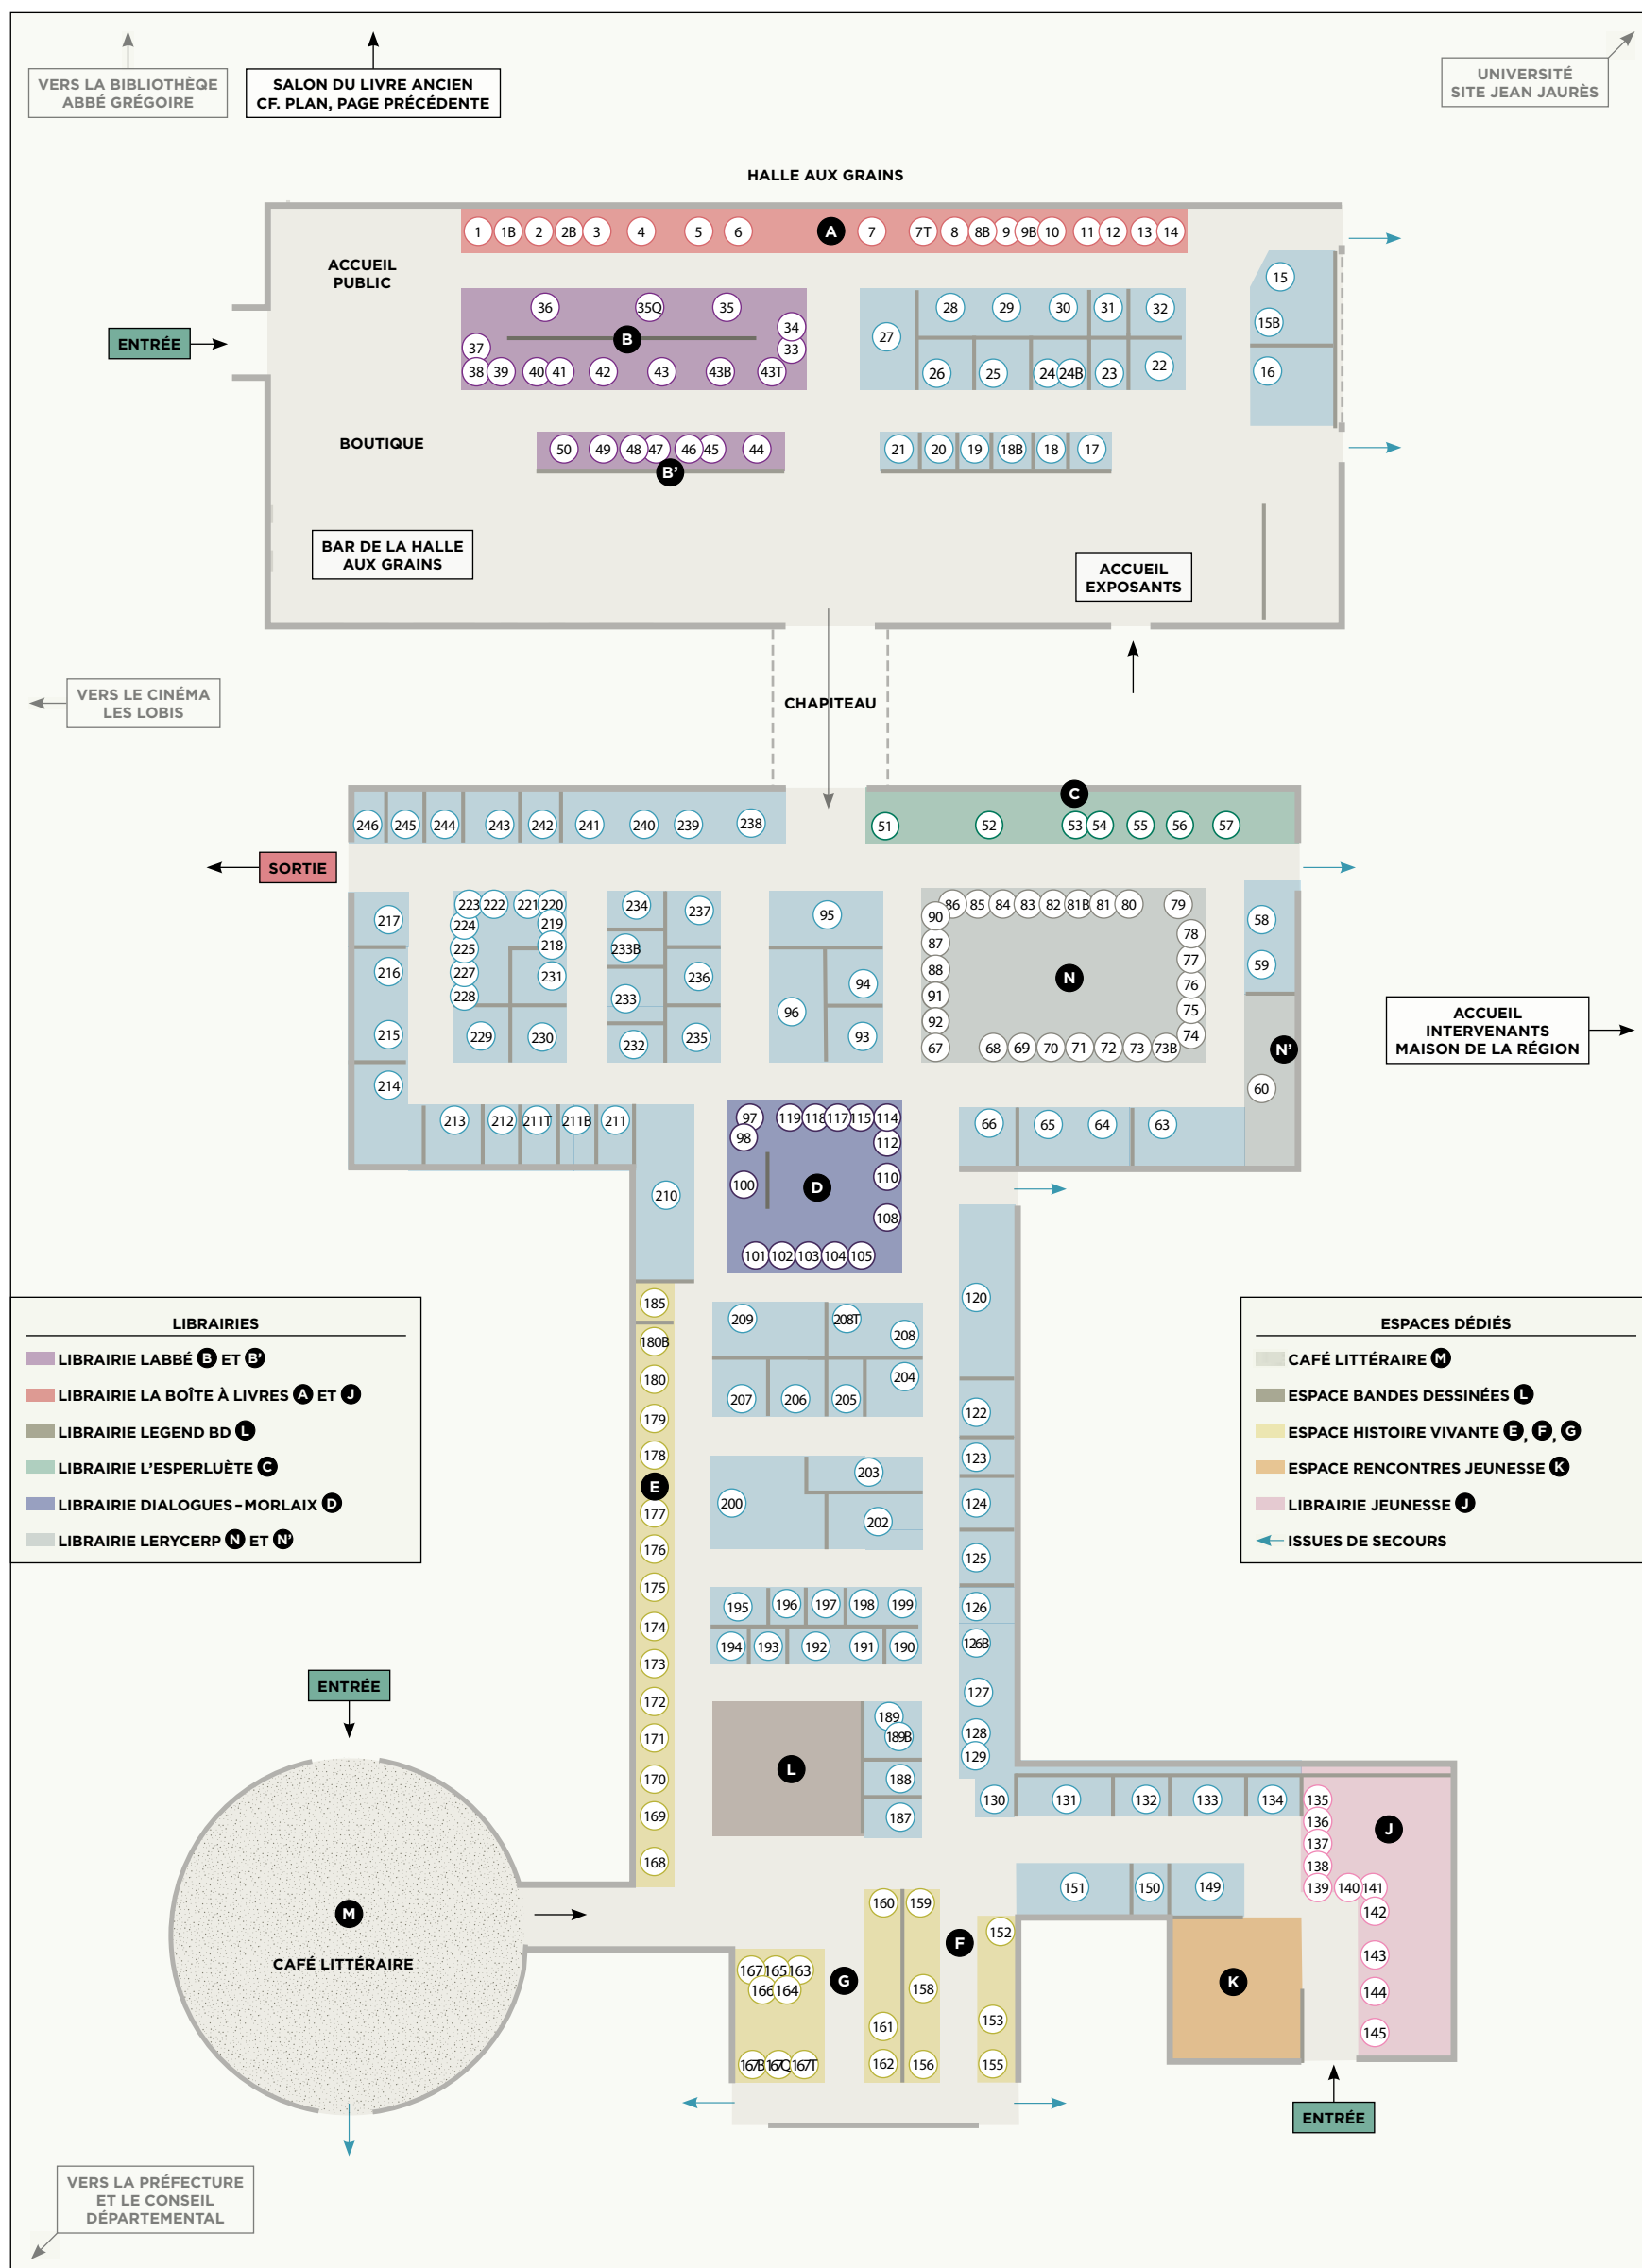 VERS LA BIBLIOTHÈQE
ABBÉ GRÉGOIRE
SALON DU LIVRE ANCIEN
CF. PLAN, PAGE PRÉCÉDENTE
UNIVERSITÉ
SITE JEAN JAURÈS
HALLE AUX GRAINS
1 1B 2 2B 3 4 5 6 A 7 7T 8 8B 9 9B 10 11 12 13 14
ACCUEIL
PUBLIC
36 35Q 35 34 33
B
37 38 39 40 41 42 43 43B 43T
27 28 29 30 31 32
26 25 24 24B 23 22
15
15B
16
ENTRÉE
BOUTIQUE
50 49 48 47 46 45 44
B’
21 20 19 18B 18 17
BAR DE LA HALLE
AUX GRAINS
ACCUEIL
EXPOSANTS
VERS LE CINÉMA
LES LOBIS
CHAPITEAU
246 245 244 243 242 241 240 239 238
C
51 52 53 54 55 56 57
SORTIE
217
216
215
214
223 222 221 220
224 219
225 218
227 231
228
229 230
234 237
233B
233 236
232 235
95
94
96
93
86 85 84 83 82 81B 81 80 79
90
87
88
91
92
67
N
78
77
76
75
74
68 69 70 71 72 73 73B
58
59
N’
60
ACCUEIL
INTERVENANTS
MAISON DE LA RÉGION
213 212 211T 211B 211
210
97 119 118 117 115 114
98 112
100 D 110
108
101 102 103 104 105
66 65 64 63
LIBRAIRIES
LIBRAIRIE LABBÉ B ET B’
LIBRAIRIE LA BOÎTE À LIVRES A ET J
LIBRAIRIE LEGEND BD L
LIBRAIRIE L’ESPERLUÈTE C
LIBRAIRIE DIALOGUES – MORLAIX D
LIBRAIRIE LERYCERP N ET N’
185
180B
180
179
178
E
177
176
175
174
173
172
171
170
169
168
209 208T 208
207 206 205 204
203
200
202
195 196 197 198 199
194 193 192 191 190
L
189
189B
188
187
120
122
123
124
125
126
126B
127
128
129
130 131 132 133 134
ESPACES DÉDIÉS
CAFÉ LITTÉRAIRE M
ESPACE BANDES DESSINÉES L
ESPACE HISTOIRE VIVANTE E, F, G
ESPACE RENCONTRES JEUNESSE K
LIBRAIRIE JEUNESSE J
ISSUES DE SECOURS
135
136
137
138
139 140 141
142
143
144
145
J
151 150 149
K
ENTRÉE
ENTRÉE
M
CAFÉ LITTÉRAIRE
167 165 163
166 164
167B 167Q 167T
G
160 159
158
161
162 156
F
152
153
155
VERS LA PRÉFECTURE
ET LE CONSEIL
DÉPARTEMENTAL